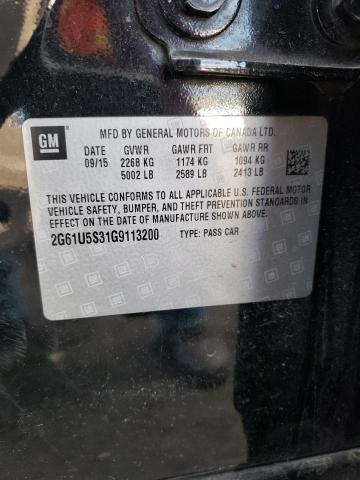 GM
MFD BY GENERAL MOTORS OF CANADA LTD.
DATE GVWR GAWR FRT GAWR RR
09/15 2268 KG 1174 KG 1094 KG
5002 LB 2589 LB 2413 LB
THIS VEHICLE CONFORMS TO ALL APPLICABLE U.S. FEDERAL MOTOR
VEHICLE SAFETY, BUMPER, AND THEFT PREVENTION STANDARDS IN
EFFECT ON THE DATE OF MANUFACTURE SHOWN ABOVE.
2G61U5S31G9113200 TYPE: PASS CAR